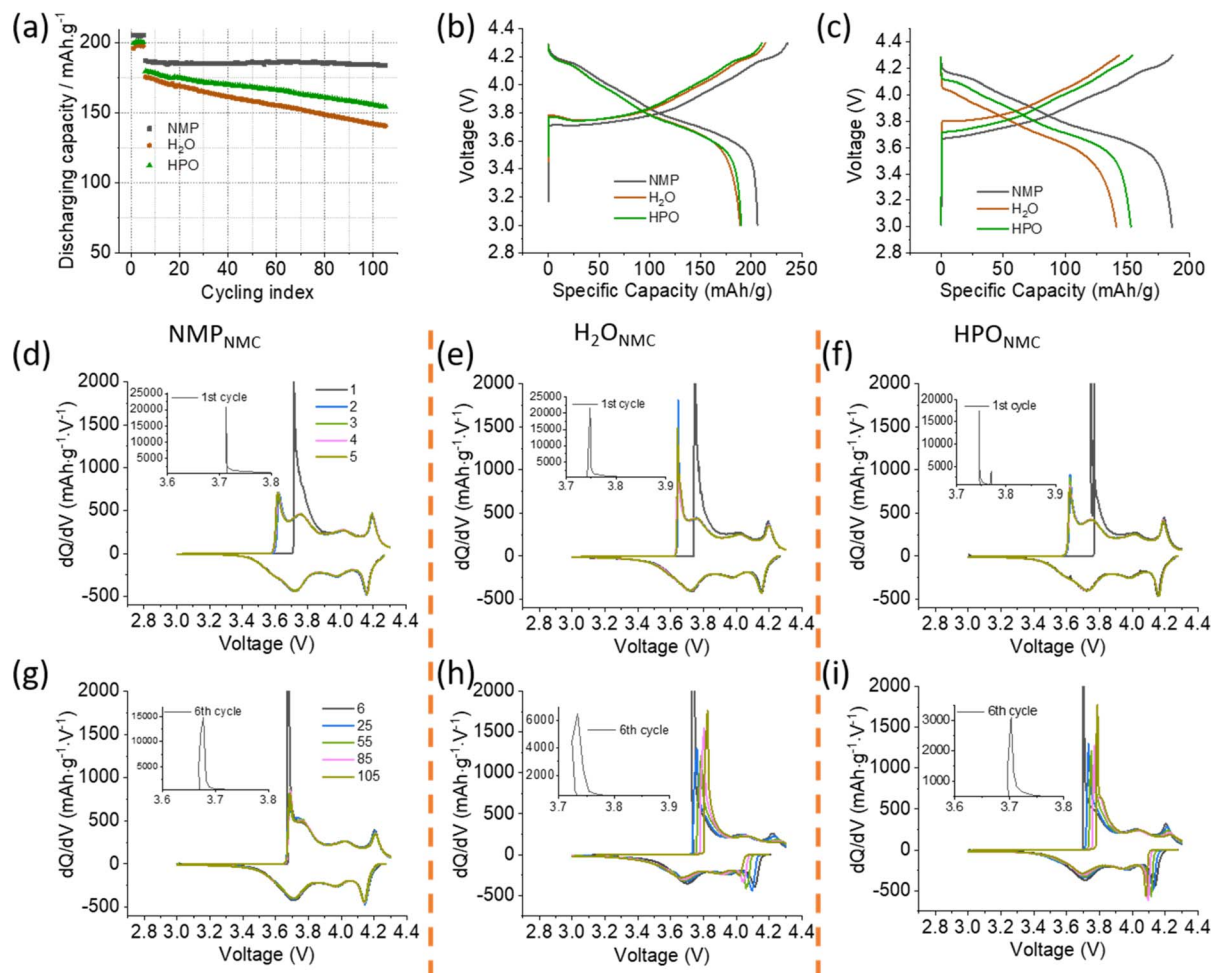 (a)
200
150
100
50
Discharging capacity / mAh.g⁻¹
NMP
H₂O
HPO
0 20 40 60 80 100
Cycling index
(b)
4.4
4.2
4.0
3.8
3.6
3.4
3.2
3.0
2.8
Voltage (V)
NMP
H₂O
HPO
0 50 100 150 200 250
Specific Capacity (mAh/g)
(c)
4.4
4.2
4.0
3.8
3.6
3.4
3.2
3.0
2.8
Voltage (V)
NMP
H₂O
HPO
0 50 100 150 200
Specific Capacity (mAh/g)
NMP_NMC
H₂O_NMC
HPO_NMC
(d)
2000
1500
1000
500
0
-500
dQ/dV (mAh·g⁻¹·V⁻¹)
25000
20000
15000
10000
5000
1st cycle
3.6 3.7 3.8
1
2
3
4
5
2.8 3.0 3.2 3.4 3.6 3.8 4.0 4.2 4.4
Voltage (V)
(e)
2000
1500
1000
500
0
-500
dQ/dV (mAh·g⁻¹·V⁻¹)
25000
20000
15000
10000
5000
1st cycle
3.7 3.8 3.9
2.8 3.0 3.2 3.4 3.6 3.8 4.0 4.2 4.4
Voltage (V)
(f)
2000
1500
1000
500
0
-500
dQ/dV (mAh·g⁻¹·V⁻¹)
20000
15000
10000
5000
1st cycle
3.7 3.8 3.9
2.8 3.0 3.2 3.4 3.6 3.8 4.0 4.2 4.4
Voltage (V)
(g)
2000
1500
1000
500
0
-500
dQ/dV (mAh·g⁻¹·V⁻¹)
15000
10000
5000
6th cycle
3.6 3.7 3.8
6
25
55
85
105
2.8 3.0 3.2 3.4 3.6 3.8 4.0 4.2 4.4
Voltage (V)
(h)
2000
1500
1000
500
0
-500
dQ/dV (mAh·g⁻¹·V⁻¹)
6000
4000
2000
6th cycle
3.7 3.8 3.9
2.8 3.0 3.2 3.4 3.6 3.8 4.0 4.2 4.4
Voltage (V)
(i)
2000
1500
1000
500
0
-500
dQ/dV (mAh·g⁻¹·V⁻¹)
3000
2000
1000
6th cycle
3.6 3.7 3.8
2.8 3.0 3.2 3.4 3.6 3.8 4.0 4.2 4.4
Voltage (V)